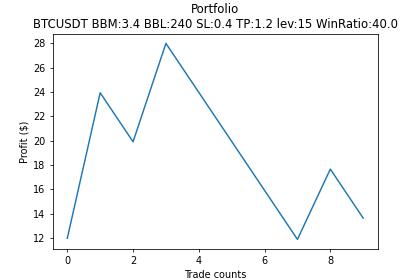 Portfolio
BTCUSDT BBM:3.4 BBL:240 SL:0.4 TP:1.2 lev:15 WinRatio:40.0
28
26
24
22
20
18
16
14
12
Profit ($)
0 2 4 6 8
Trade counts